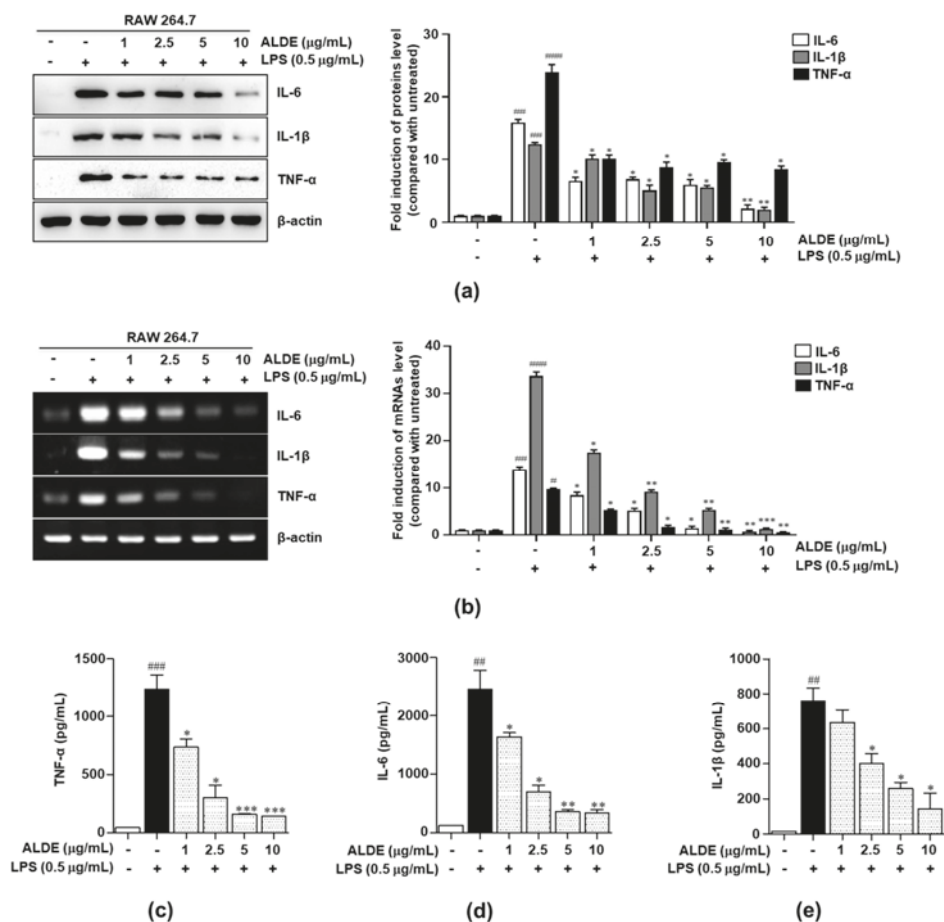 RAW 264.7
- - 1 2.5 5 10 ALDE (μg/mL)
- + + + + + LPS (0.5 μg/mL)
IL-6
IL-1β
TNF-α
β-actin
Fold induction of proteins level
(compared with untreated)
30
20
10
0
#### #### #####
* * *
* * *
* * *
** ** *
IL-6
IL-1β
TNF-α
- - 1 2.5 5 10 ALDE (μg/mL)
- + + + + + LPS (0.5 μg/mL)
(a)
RAW 264.7
- - 1 2.5 5 10 ALDE (μg/mL)
- + + + + + LPS (0.5 μg/mL)
IL-6
IL-1β
TNF-α
β-actin
Fold induction of mRNAs level
(compared with untreated)
40
30
20
10
0
### ##### ##
* * *
* ** *
* ** **
** *** **
IL-6
IL-1β
TNF-α
- - 1 2.5 5 10 ALDE (μg/mL)
- + + + + + LPS (0.5 μg/mL)
(b)
TNF-α (pg/mL)
1500
1000
500
0
### * * *** ***
ALDE (μg/mL) - - 1 2.5 5 10
LPS (0.5 μg/mL) - + + + + +
(c)
IL-6 (pg/mL)
3000
2000
1000
0
## * * ** **
ALDE (μg/mL) - - 1 2.5 5 10
LPS (0.5 μg/mL) - + + + + +
(d)
IL-1β (pg/mL)
800
600
400
200
0
## * * *
ALDE (μg/mL) - - 1 2.5 5 10
LPS (0.5 μg/mL) - + + + + +
(e)